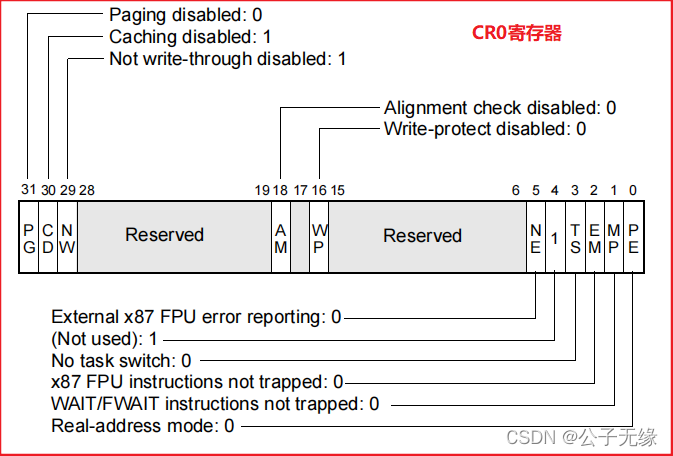 Paging disabled: 0
Caching disabled: 1
Not write-through disabled: 1
CR0寄存器
Alignment check disabled: 0
Write-protect disabled: 0
31 30 29 28 19 18 17 16 15 6 5 4 3 2 1 0
PG CD NW Reserved AM WP Reserved NE 1 TS EM MP PE
External x87 FPU error reporting: 0
(Not used): 1
No task switch: 0
x87 FPU instructions not trapped: 0
WAIT/FWAIT instructions not trapped: 0
Real-address mode: 0
CSDN @公子无缘